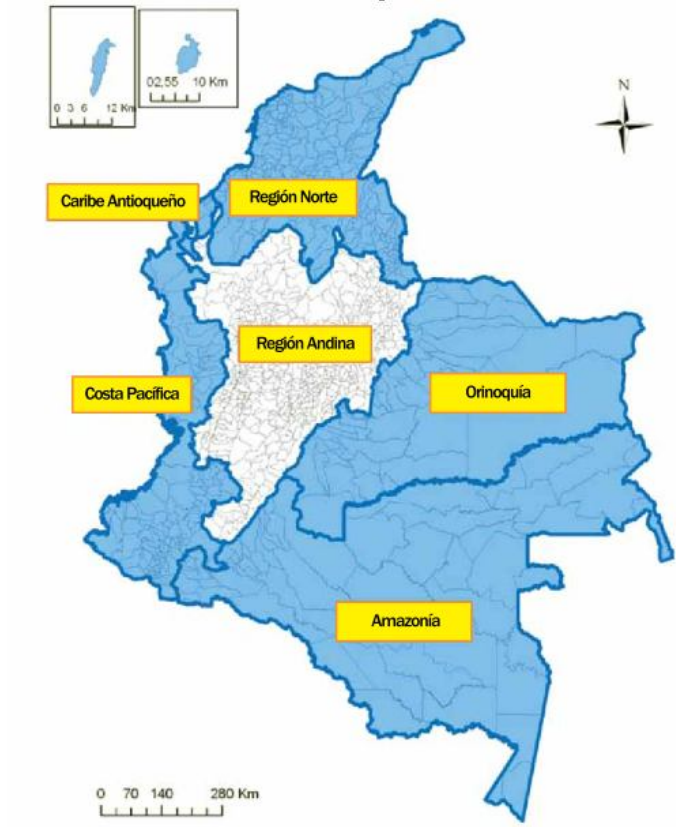 02,55 10 Km
0 3 6 12 Km
N
Caribe Antioqueño
Región Norte
Región Andina
Costa Pacífica
Orinoquía
Amazonía
0 70 140 280 Km